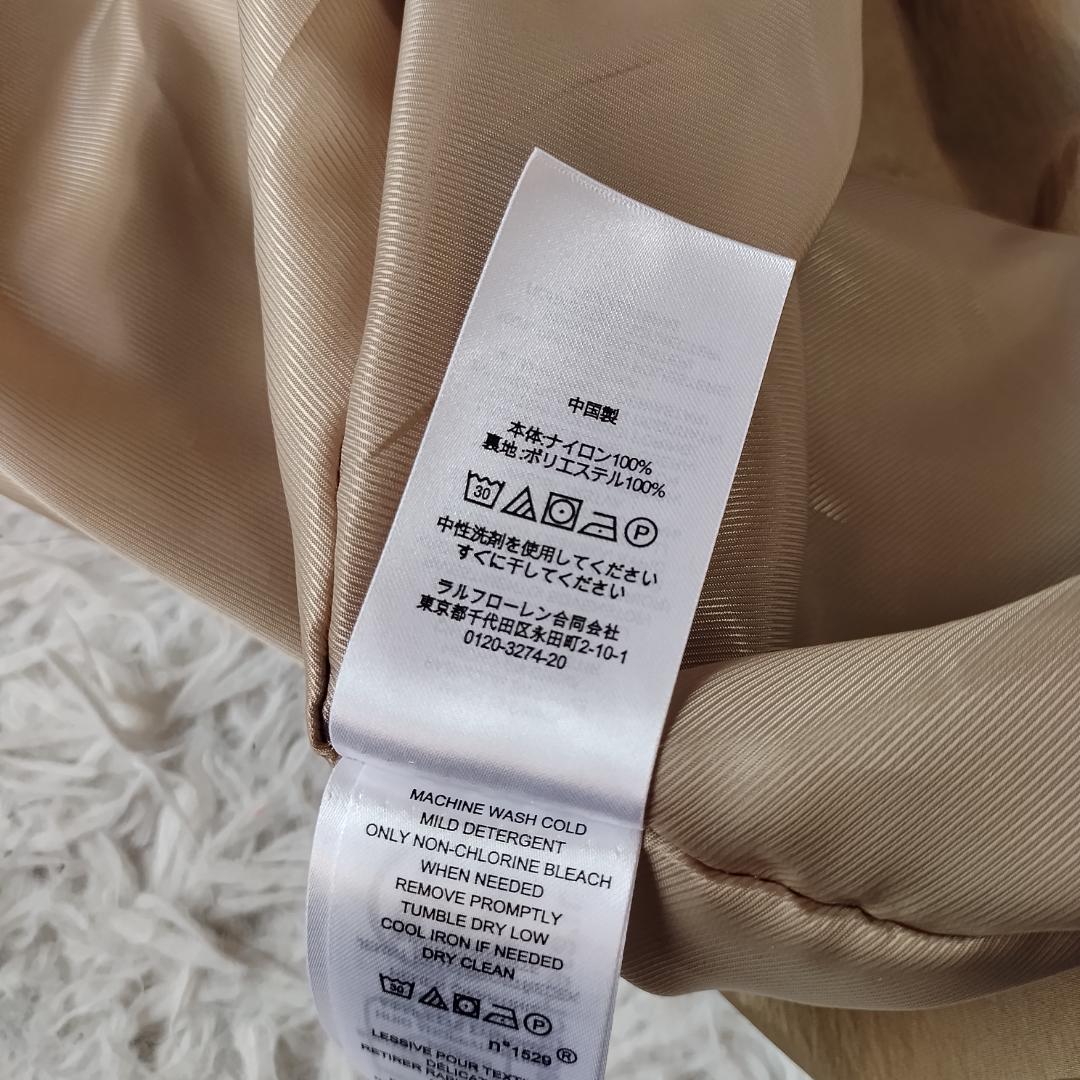 中国製
本体ナイロン100%
裏地:ポリエステル100%
30 P
中性洗剤を使用してください
すぐに干してください
ラルフローレン合同会社
東京都千代田区永田町2-10-1
0120-3274-20
MACHINE WASH COLD
MILD DETERGENT
ONLY NON-CHLORINE BLEACH
WHEN NEEDED
REMOVE PROMPTLY
TUMBLE DRY LOW
COOL IRON IF NEEDED
DRY CLEAN
30 P
n°1529 ®
LESSIVE POUR
RETIRER